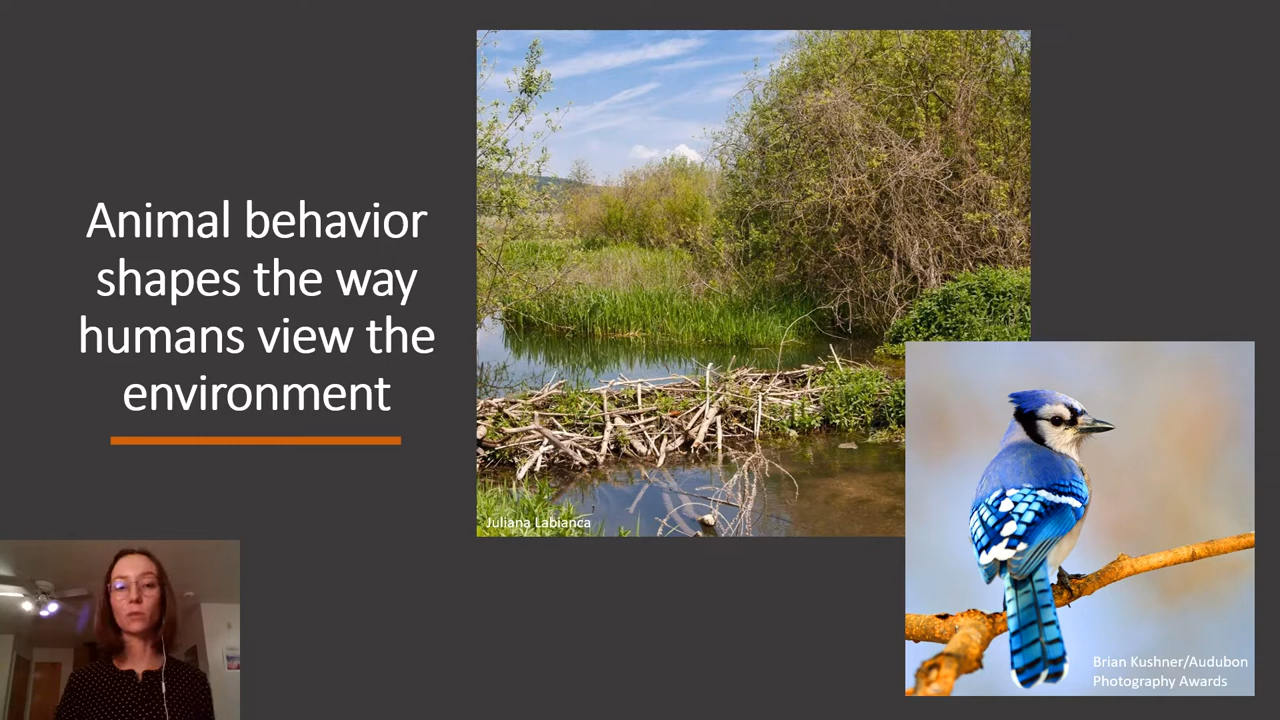 Animal behavior
shapes the way
humans view the
environment
Juliana Labianca
Brian Kushner/Audubon
Photography Awards